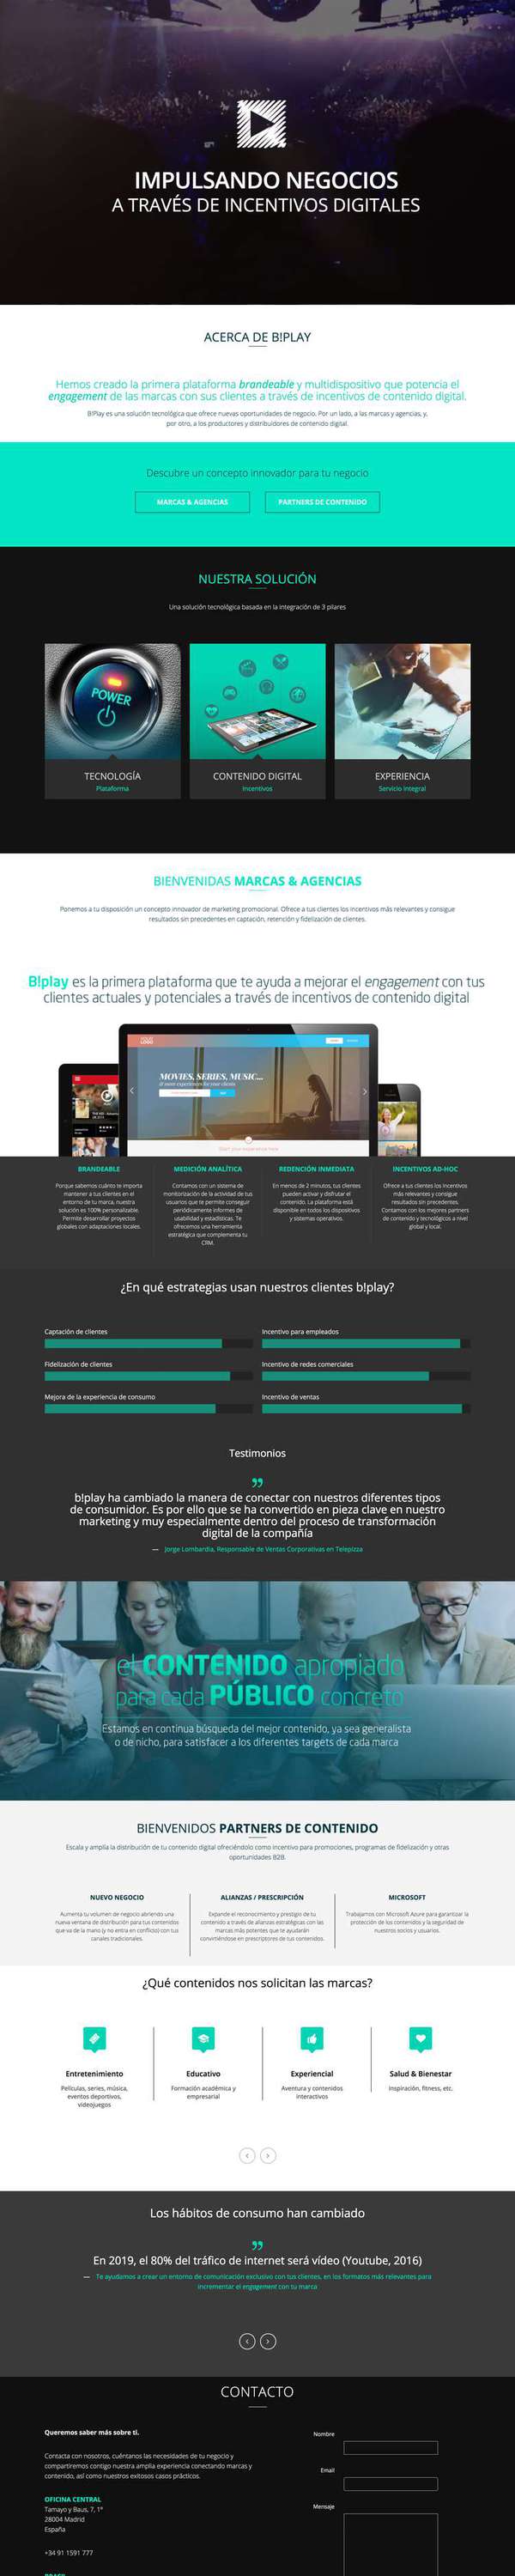 IMPULSANDO NEGOCIOS
A TRAVÉS DE INCENTIVOS DIGITALES
ACERCA DE B!PLAY
Hemos creado la primera plataforma brandeable y multidispositivo que potencia el
engagement de las marcas con sus clientes a través de incentivos de contenido digital.
B!Play es una solución tecnológica que ofrece nuevas oportunidades de negocio. Por un lado, a las marcas y agencias, y,
por otro, a los productores y distribuidores de contenido digital.
Descubre un concepto innovador para tu negocio
MARCAS & AGENCIAS
PARTNERS DE CONTENIDO
NUESTRA SOLUCIÓN
Una solución tecnológica basada en la integración de 3 pilares
POWER
TECNOLOGÍA
Plataforma
CONTENIDO DIGITAL
Incentivos
EXPERIENCIA
Servicio integral
BIENVENIDAS MARCAS & AGENCIAS
Ponemos a tu disposición un concepto innovador de marketing promocional. Ofrece a tus clientes los incentivos más relevantes y consigue
resultados sin precedentes en captación, retención y fidelización de clientes.
B!play es la primera plataforma que te ayuda a mejorar el engagement con tus
clientes actuales y potenciales a través de incentivos de contenido digital
YOUR
LOGO
MOVIES, SERIES, MUSIC...
Start your experience here
BRANDEABLE
Porque sabemos cuánto te importa
mantener a tus clientes en el
entorno de tu marca, nuestra
solución es 100% personalizable.
Permite desarrollar proyectos
globales con adaptaciones locales.
MEDICIÓN ANALÍTICA
Contamos con un sistema de
monitorización de la actividad de tus
usuarios que te permite conseguir
periódicamente informes de
usabilidad y estadísticas. Te
ofrecemos una herramienta
estratégica que complementa tu
CRM.
REDENCIÓN INMEDIATA
En menos de 2 minutos, tus clientes
pueden activar y disfrutar el
contenido. La plataforma está
disponible en todos los dispositivos
y sistemas operativos.
INCENTIVOS AD-HOC
Ofrece a tus clientes los incentivos
más relevantes y consigue
resultados sin precedentes.
Contamos con los mejores partners
de contenido y tecnológicos a nivel
global y local.
¿En qué estrategias usan nuestros clientes b!play?
Captación de clientes
Incentivo para empleados
Fidelización de clientes
Incentivo de redes comerciales
Mejora de la experiencia de consumo
Incentivo de ventas
Testimonios
b!play ha cambiado la manera de conectar con nuestros diferentes tipos
de consumidor. Es por ello que se ha convertido en pieza clave en nuestro
marketing y muy especialmente dentro del proceso de transformación
digital de la compañía
— Jorge Lombardía, Responsable de Ventas Corporativas en Telepizza
el CONTENIDO apropiado
para cada PÚBLICO concreto
Estamos en continua búsqueda del mejor contenido, ya sea generalista
o de nicho, para satisfacer a los diferentes targets de cada marca
BIENVENIDOS PARTNERS DE CONTENIDO
Escala y amplía la distribución de tu contenido digital ofreciéndolo como incentivo para promociones, programas de fidelización y otras
oportunidades B2B.
NUEVO NEGOCIO
Aumenta tu volumen de negocio abriendo una
nueva ventana de distribución para tus contenidos
que va de la mano (y no entra en conflicto) con tus
canales tradicionales.
ALIANZAS / PRESCRIPCIÓN
Expande el reconocimiento y prestigio de tu
contenido a través de alianzas estratégicas con las
marcas más potentes que te ayudarán
convirtiéndose en prescriptores de tus contenidos.
MICROSOFT
Trabajamos con Microsoft Azure para garantizar la
protección de los contenidos y la seguridad de
nuestros socios y usuarios.
¿Qué contenidos nos solicitan las marcas?
Entretenimiento
Películas, series, música,
eventos deportivos,
videojuegos
Educativo
Formación académica y
empresarial
Experiencial
Aventura y contenidos
interactivos
Salud & Bienestar
Inspiración, fitness, etc.
Los hábitos de consumo han cambiado
En 2019, el 80% del tráfico de internet será vídeo (Youtube, 2016)
— Te ayudamos a crear un entorno de comunicación exclusivo con tus clientes, en los formatos más relevantes para
incrementar el engagement con tu marca
CONTACTO
Queremos saber más sobre ti.
Contacta con nosotros, cuéntanos las necesidades de tu negocio y
compartiremos contigo nuestra amplia experiencia conectando marcas y
contenido, así como nuestros exitosos casos prácticos.
OFICINA CENTRAL
Tamayo y Baus, 7, 1º
28004 Madrid
España
+34 91 1591 777
Nombre
Email
Mensaje